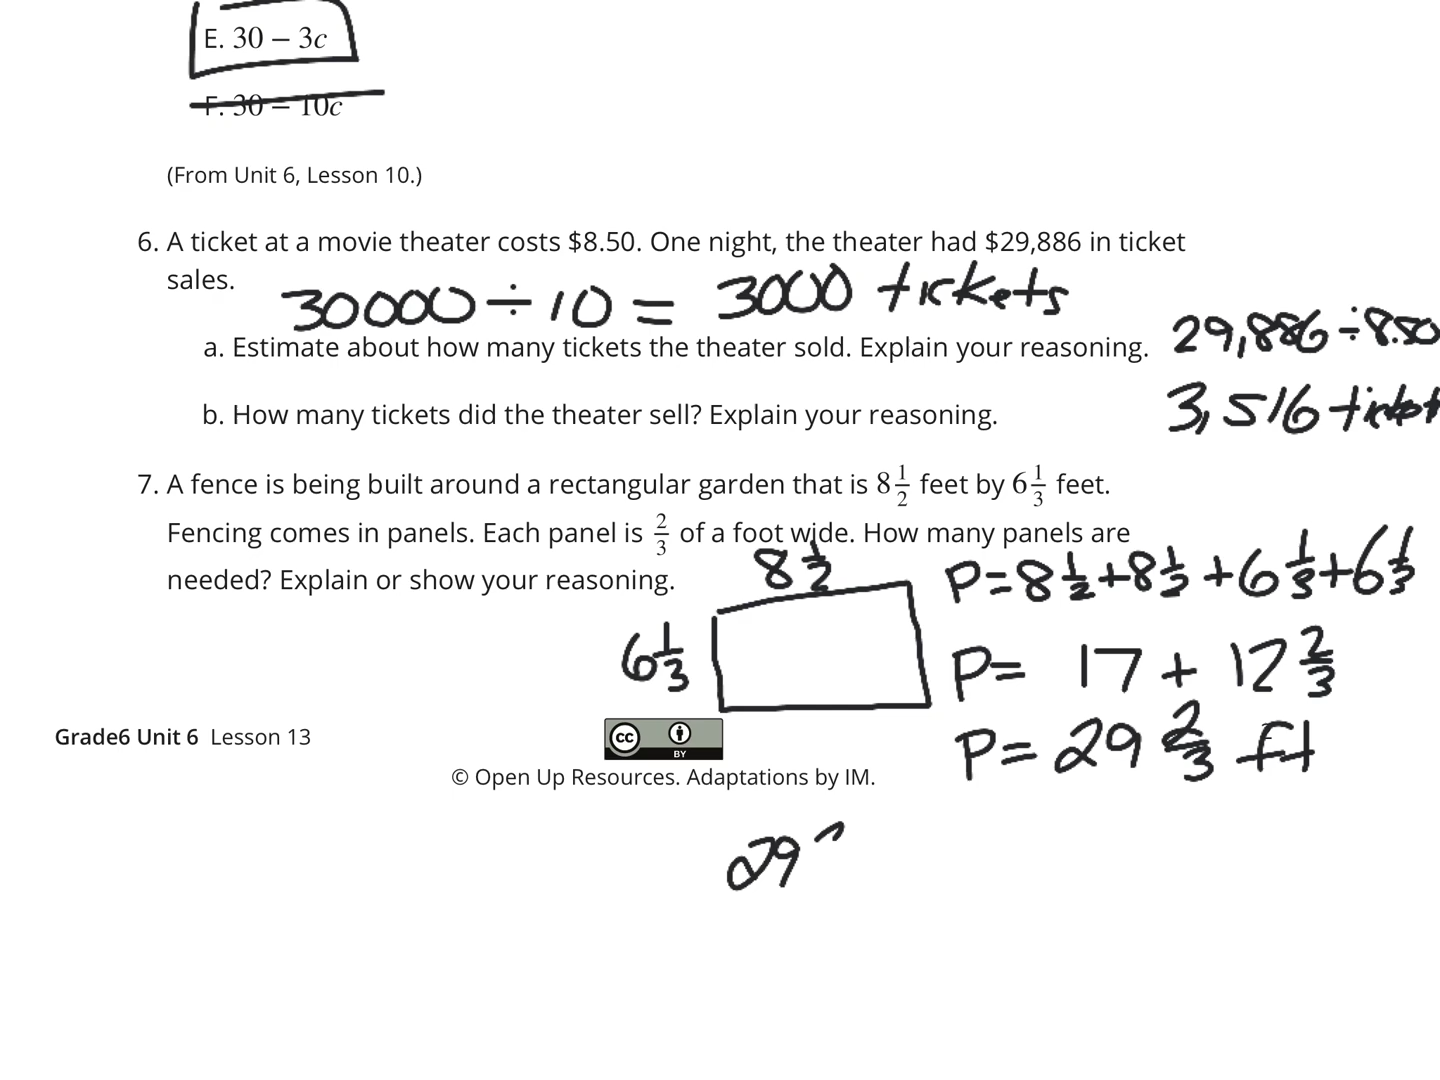 E. 30 − 3c
F. 30 − 10c
(From Unit 6, Lesson 10.)
6. A ticket at a movie theater costs $8.50. One night, the theater had $29,886 in ticket
sales.
30000 ÷ 10 = 3000 tickets
a. Estimate about how many tickets the theater sold. Explain your reasoning.
29,886 ÷ 8.50
b. How many tickets did the theater sell? Explain your reasoning.
3,516 ticket
7. A fence is being built around a rectangular garden that is 8 1/2 feet by 6 1/3 feet.
Fencing comes in panels. Each panel is 2/3 of a foot wide. How many panels are
needed? Explain or show your reasoning.
8 1/2
6 1/3
P = 8 1/2 + 8 1/2 + 6 1/3 + 6 1/3
P = 17 + 12 2/3
P = 29 2/3 ft
Grade6 Unit 6 Lesson 13
cc BY
© Open Up Resources. Adaptations by IM.
29